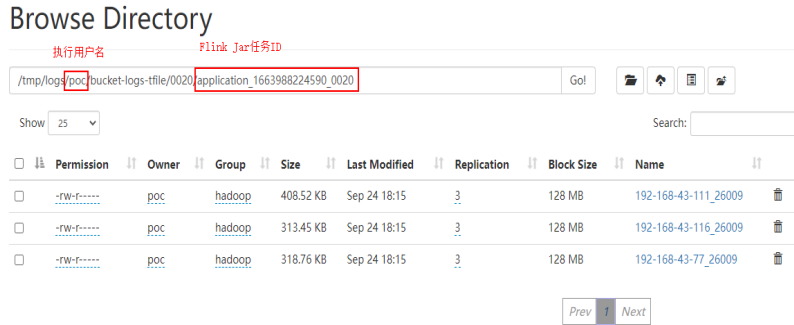 Browse Directory
执行用户名
Flink Jar任务ID
/tmp/logs/poc/bucket-logs-tfile/0020/application_1663988224590_0020 Go!
Show 25 Search:
Permission Owner Group Size Last Modified Replication Block Size Name
-rw-r----- poc hadoop 408.52 KB Sep 24 18:15 3 128 MB 192-168-43-111_26009
-rw-r----- poc hadoop 313.45 KB Sep 24 18:15 3 128 MB 192-168-43-116_26009
-rw-r----- poc hadoop 318.76 KB Sep 24 18:15 3 128 MB 192-168-43-77_26009
Prev 1 Next